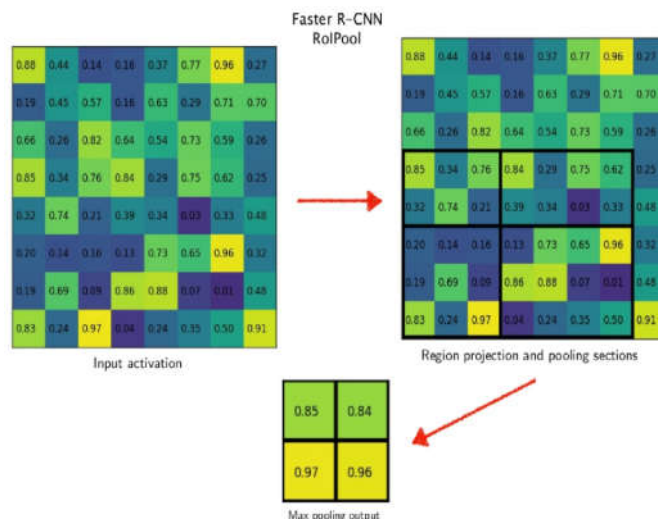 Faster R-CNN
RoIPool
0.88 0.44 0.14 0.16 0.37 0.77 0.96 0.27
0.19 0.45 0.57 0.16 0.63 0.29 0.71 0.70
0.66 0.26 0.82 0.64 0.54 0.73 0.59 0.26
0.85 0.34 0.76 0.84 0.29 0.75 0.62 0.25
0.32 0.74 0.21 0.39 0.34 0.03 0.33 0.48
0.20 0.14 0.16 0.13 0.73 0.65 0.96 0.32
0.19 0.69 0.09 0.86 0.88 0.07 0.01 0.48
0.83 0.24 0.97 0.04 0.24 0.35 0.50 0.91
Input activation
0.88 0.44 0.14 0.16 0.37 0.77 0.96 0.27
0.19 0.45 0.57 0.16 0.63 0.29 0.71 0.70
0.66 0.26 0.82 0.64 0.54 0.73 0.59 0.26
0.85 0.34 0.76 0.84 0.29 0.75 0.62 0.25
0.32 0.74 0.21 0.39 0.34 0.03 0.33 0.48
0.20 0.14 0.16 0.13 0.73 0.65 0.96 0.32
0.19 0.69 0.09 0.86 0.88 0.07 0.01 0.48
0.83 0.24 0.97 0.04 0.24 0.35 0.50 0.91
Region projection and pooling sections
0.85 0.84
0.97 0.96
Max pooling output